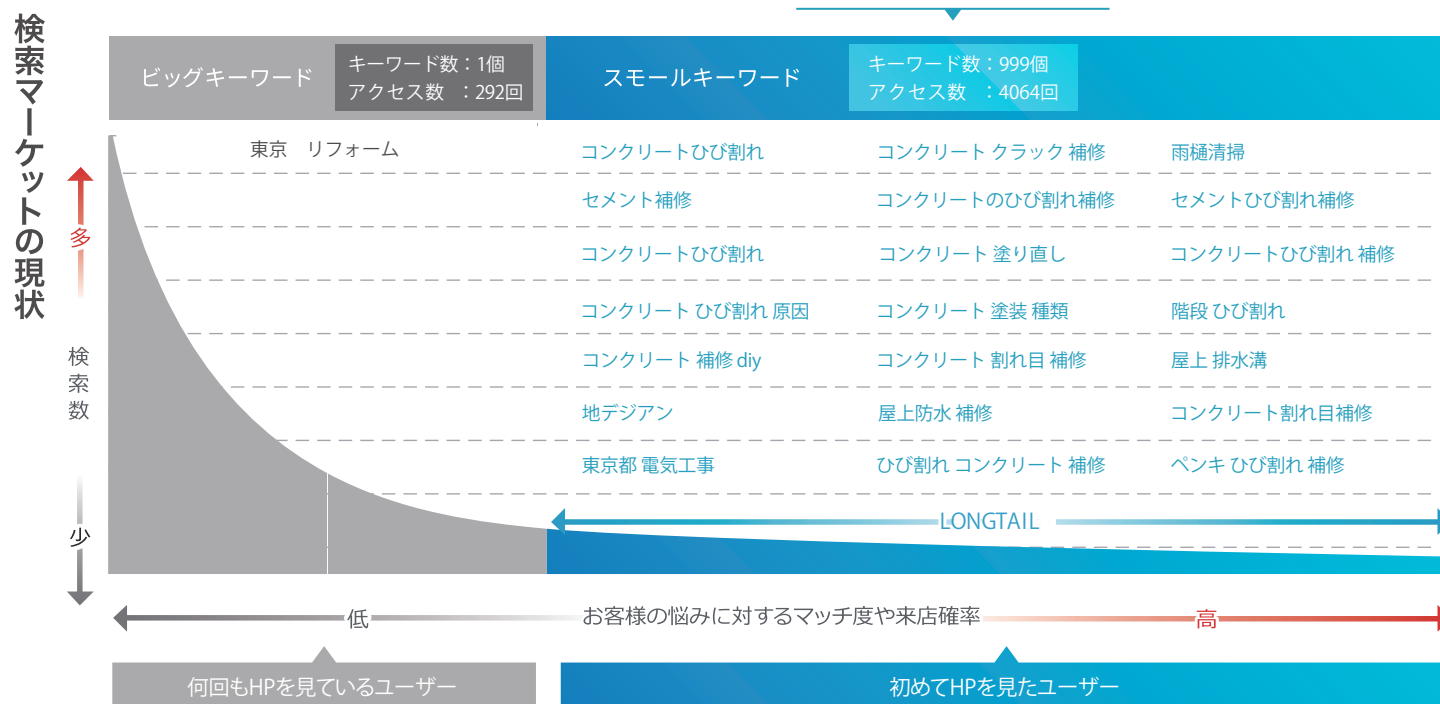 検索マーケットの現状
ビッグキーワード
キーワード数：1個
アクセス数　：292回
スモールキーワード
キーワード数：999個
アクセス数　：4064回
東京　リフォーム
コンクリートひび割れ
コンクリート クラック 補修
雨樋清掃
セメント補修
コンクリートのひび割れ補修
セメントひび割れ補修
コンクリートひび割れ
コンクリート 塗り直し
コンクリートひび割れ 補修
コンクリート ひび割れ 原因
コンクリート 塗装 種類
階段 ひび割れ
コンクリート 補修 diy
コンクリート 割れ目 補修
屋上 排水溝
地デジアン
屋上防水 補修
コンクリート割れ目補修
東京都 電気工事
ひび割れ コンクリート 補修
ペンキ ひび割れ 補修
多
検索数
少
LONGTAIL
低
お客様の悩みに対するマッチ度や来店確率
高
何回もHPを見ているユーザー
初めてHPを見たユーザー